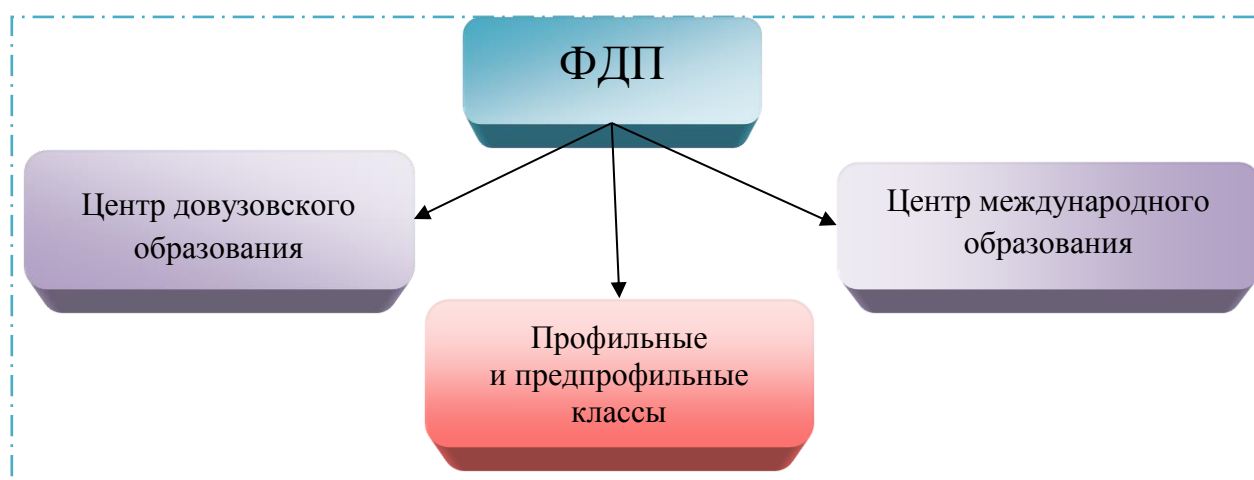 ФДП
Центр довузовского
образования
Центр международного
образования
Профильные
и предпрофильные
классы